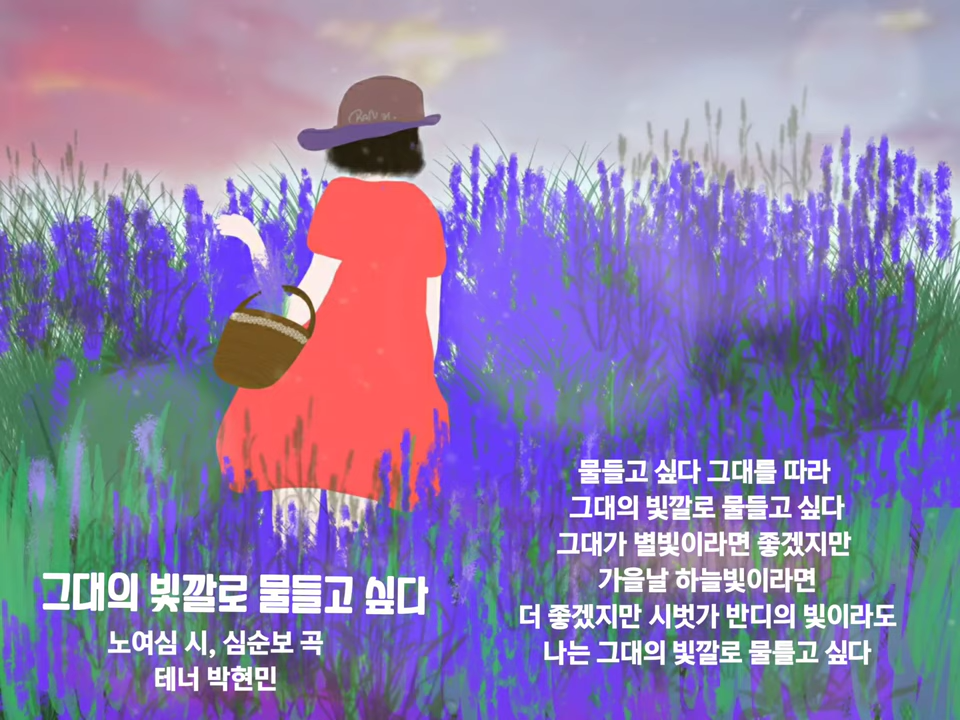 그대의 빛깔로 물들고 싶다
노여심 시, 심순보 곡
테너 박현민
물들고 싶다 그대를 따라
그대의 빛깔로 물들고 싶다
그대가 별빛이라면 좋겠지만
가을날 하늘빛이라면
더 좋겠지만 시벗가 반디의 빛이라도
나는 그대의 빛깔로 물들고 싶다